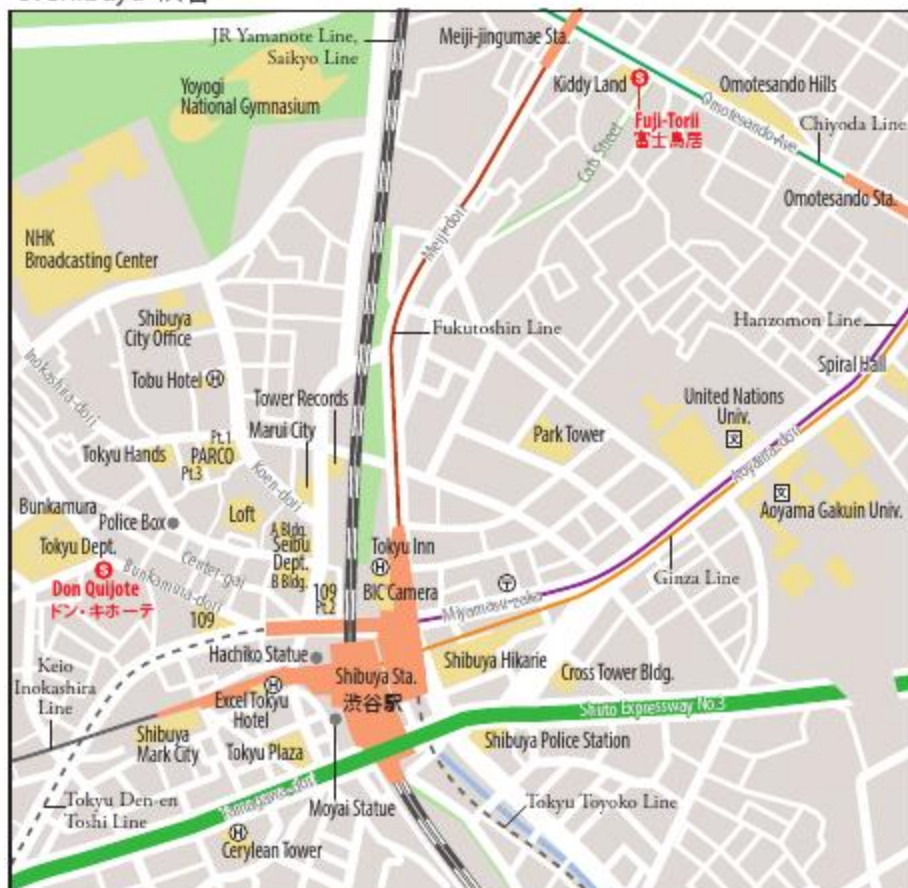 JR Yamanote Line,
Saikyo Line
Meiji-jingumae Sta.
Yoyogi
National Gymnasium
Kiddy Land
S
Omotesando Hills
Fuji-Torii
富士鳥居
Omotesando Ave.
Chiyoda Line
Cats Street
Omotesando Sta.
NHK
Broadcasting Center
Meiji-dori
Shibuya
City Office
Fukutoshin Line
Hanzomon Line
Inokashira-dori
Spiral Hall
Tobu Hotel
H
Tower Records
United Nations
Univ.
文
Marui City
Park Tower
Aoyama-dori
Pt.1
PARCO
Pt.3
Tokyu Hands
Koen-dori
文
Aoyama Gakuin Univ.
Bunkamura
Police Box
Loft
A Bldg.
Seibu
Dept.
B Bldg.
Tokyu Inn
H
Tokyu Dept.
Center-gai
S
Bunkamura-dori
Don Quijote
ドン・キホーテ
109
109
Pt.2
BIC Camera
〒
Miyamasu-zaka
Ginza Line
Hachiko Statue
Shibuya Sta.
渋谷駅
Shibuya Hikarie
Cross Tower Bldg.
Keio
Inokashira
Line
H
Excel Tokyu
Hotel
Shuto Expressway No.3
Shibuya
Mark City
Tokyu Plaza
Shibuya Police Station
Tokyu Den-en
Toshi Line
Moyai Statue
Tokyu Toyoko Line
H
Cerylean Tower